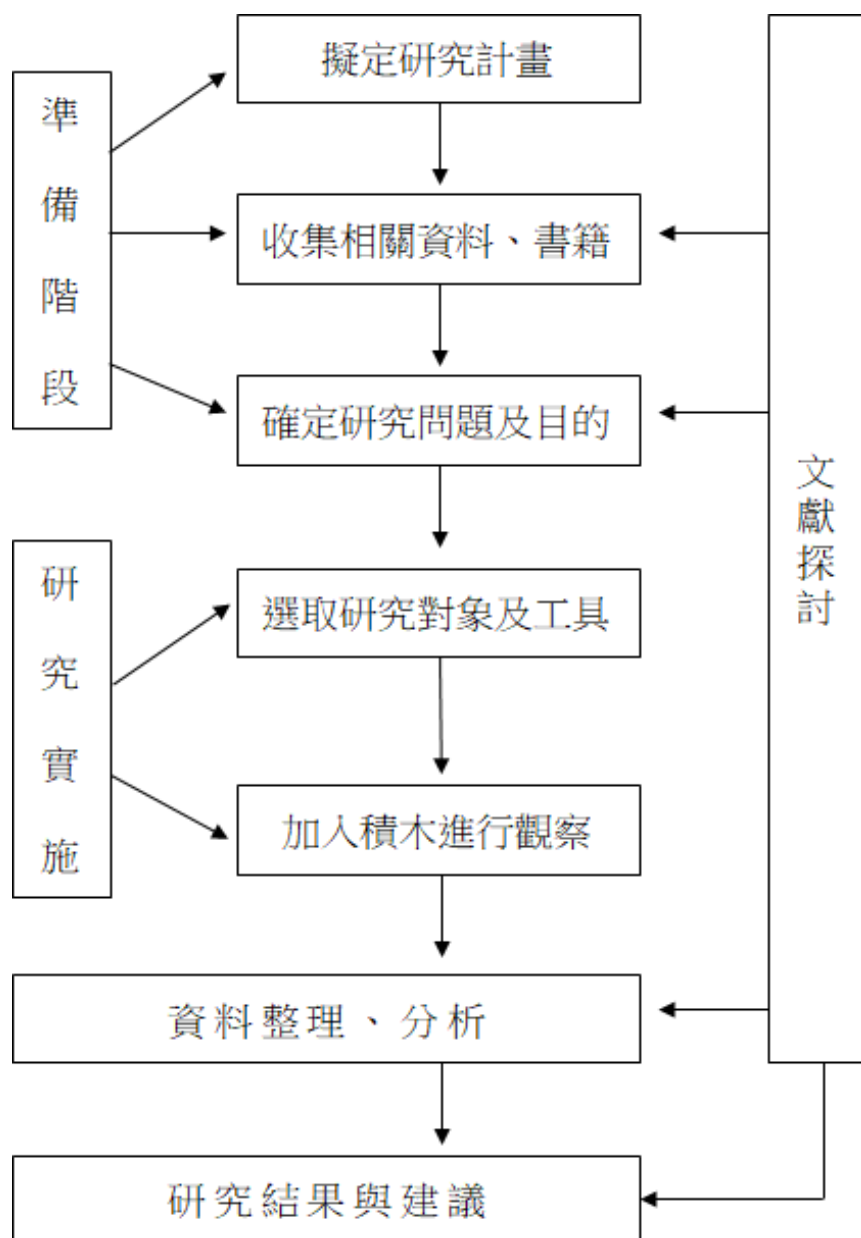 擬定研究計畫
準備階段
收集相關資料、書籍
確定研究問題及目的
文獻探討
研究實施
選取研究對象及工具
加入積木進行觀察
資料整理、分析
研究結果與建議